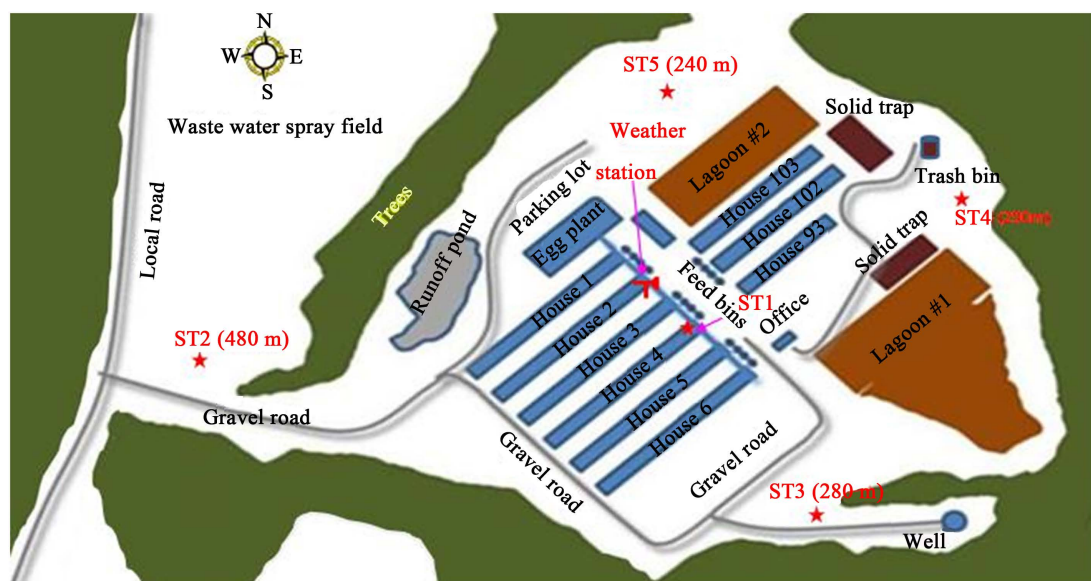 N
W E
S
Waste water spray field
Local road
Trees
ST5 (240 m)
Weather
station
Lagoon #2
Solid trap
Trash bin
ST4
Parking lot
Egg plant
Runoff pond
House 103
House 102
House 93
Solid trap
Lagoon #1
Feed bins
ST1
Office
House 1
House 2
House 3
House 4
House 5
House 6
ST2 (480 m)
Gravel road
Gravel road
Gravel road
ST3 (280 m)
Well